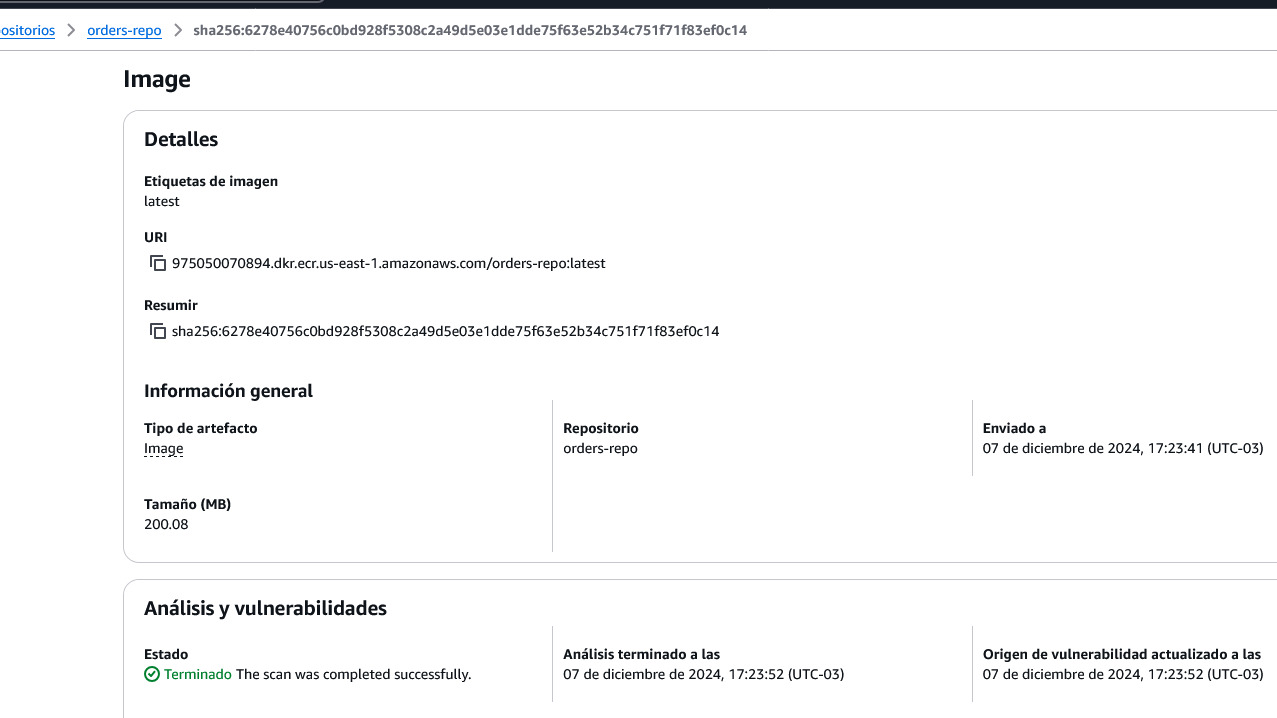 ositorios > orders-repo > sha256:6278e40756c0bd928f5308c2a49d5e03e1dde75f63e52b34c751f71f83ef0c14
Image
Detalles
Etiquetas de imagen
latest
URI
975050070894.dkr.ecr.us-east-1.amazonaws.com/orders-repo:latest
Resumir
sha256:6278e40756c0bd928f5308c2a49d5e03e1dde75f63e52b34c751f71f83ef0c14
Información general
Tipo de artefacto
Image
Repositorio
orders-repo
Enviado a
07 de diciembre de 2024, 17:23:41 (UTC-03)
Tamaño (MB)
200.08
Análisis y vulnerabilidades
Estado
Terminado The scan was completed successfully.
Análisis terminado a las
07 de diciembre de 2024, 17:23:52 (UTC-03)
Origen de vulnerabilidad actualizado a las
07 de diciembre de 2024, 17:23:52 (UTC-03)